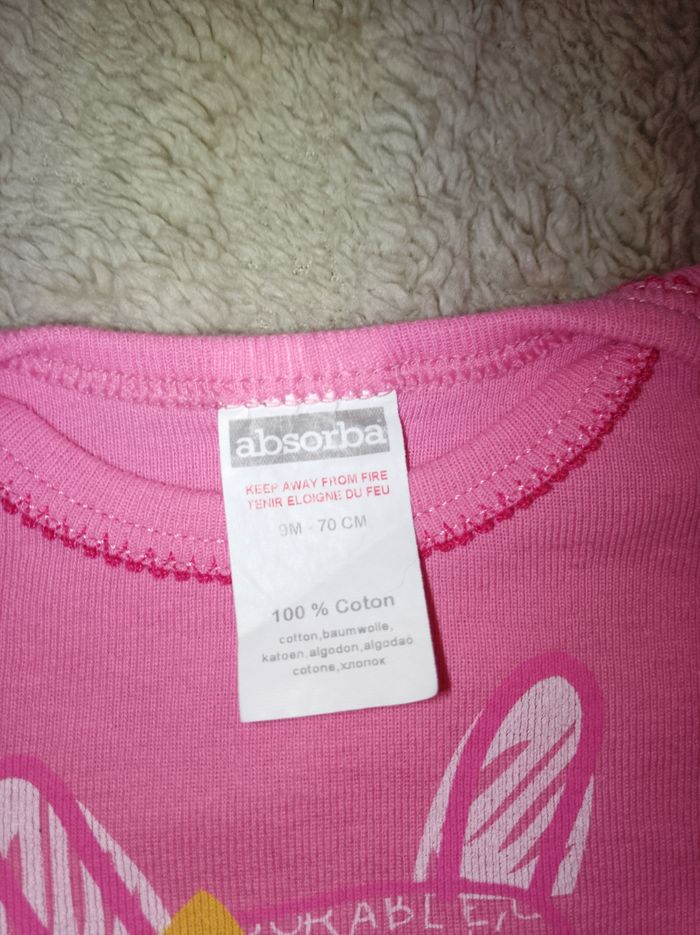 absorba
KEEP AWAY FROM FIRE
TENIR ELOIGNE DU FEU
9M - 70 CM
100 % Coton
cotton,baumwolle,
katoen,algodon,algodão
cotone,хлопок